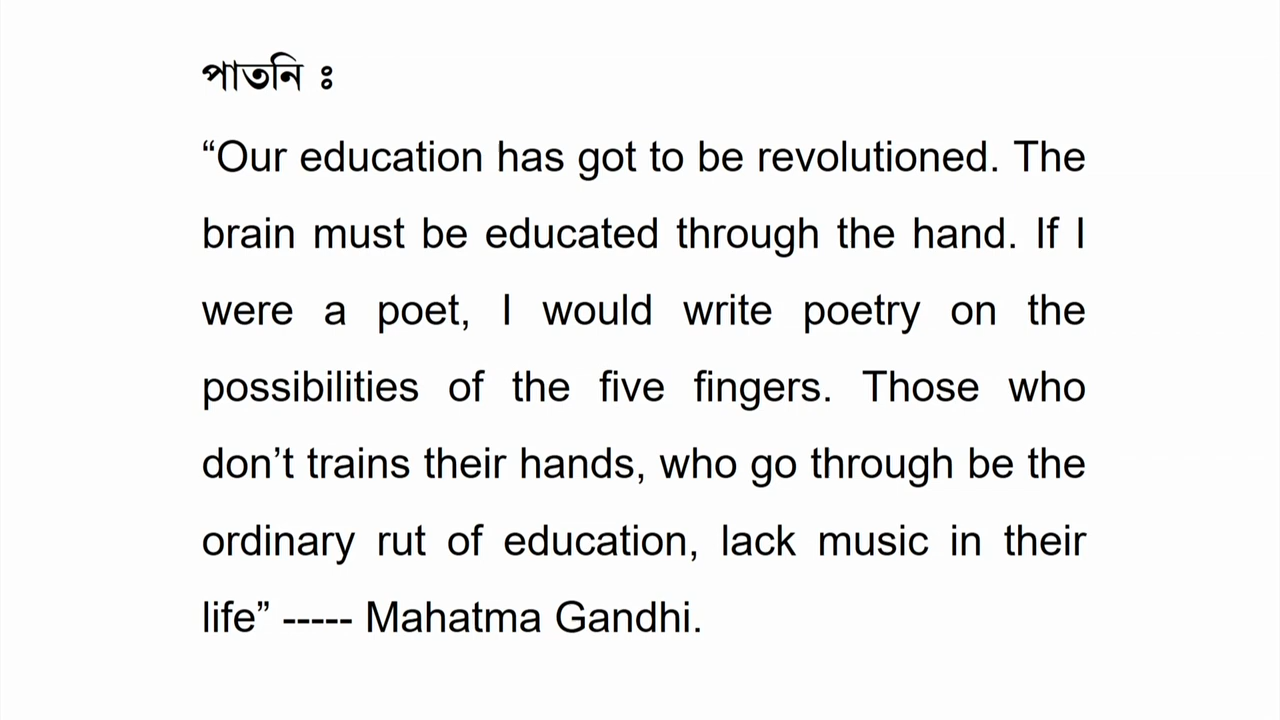 পাতনি ঃ
“Our education has got to be revolutioned. The
brain must be educated through the hand. If I
were a poet, I would write poetry on the
possibilities of the five fingers. Those who
don’t trains their hands, who go through be the
ordinary rut of education, lack music in their
life” ----- Mahatma Gandhi.